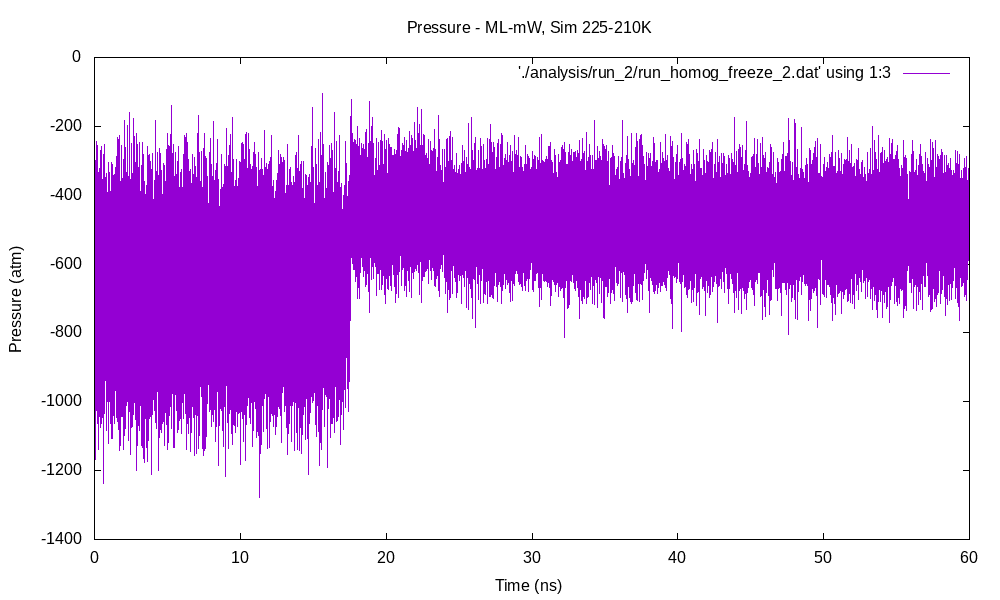 Pressure - ML-mW, Sim 225-210K
'./analysis/run_2/run_homog_freeze_2.dat' using 1:3
0
-200
-400
-600
-800
-1000
-1200
-1400
Pressure (atm)
0 10 20 30 40 50 60
Time (ns)